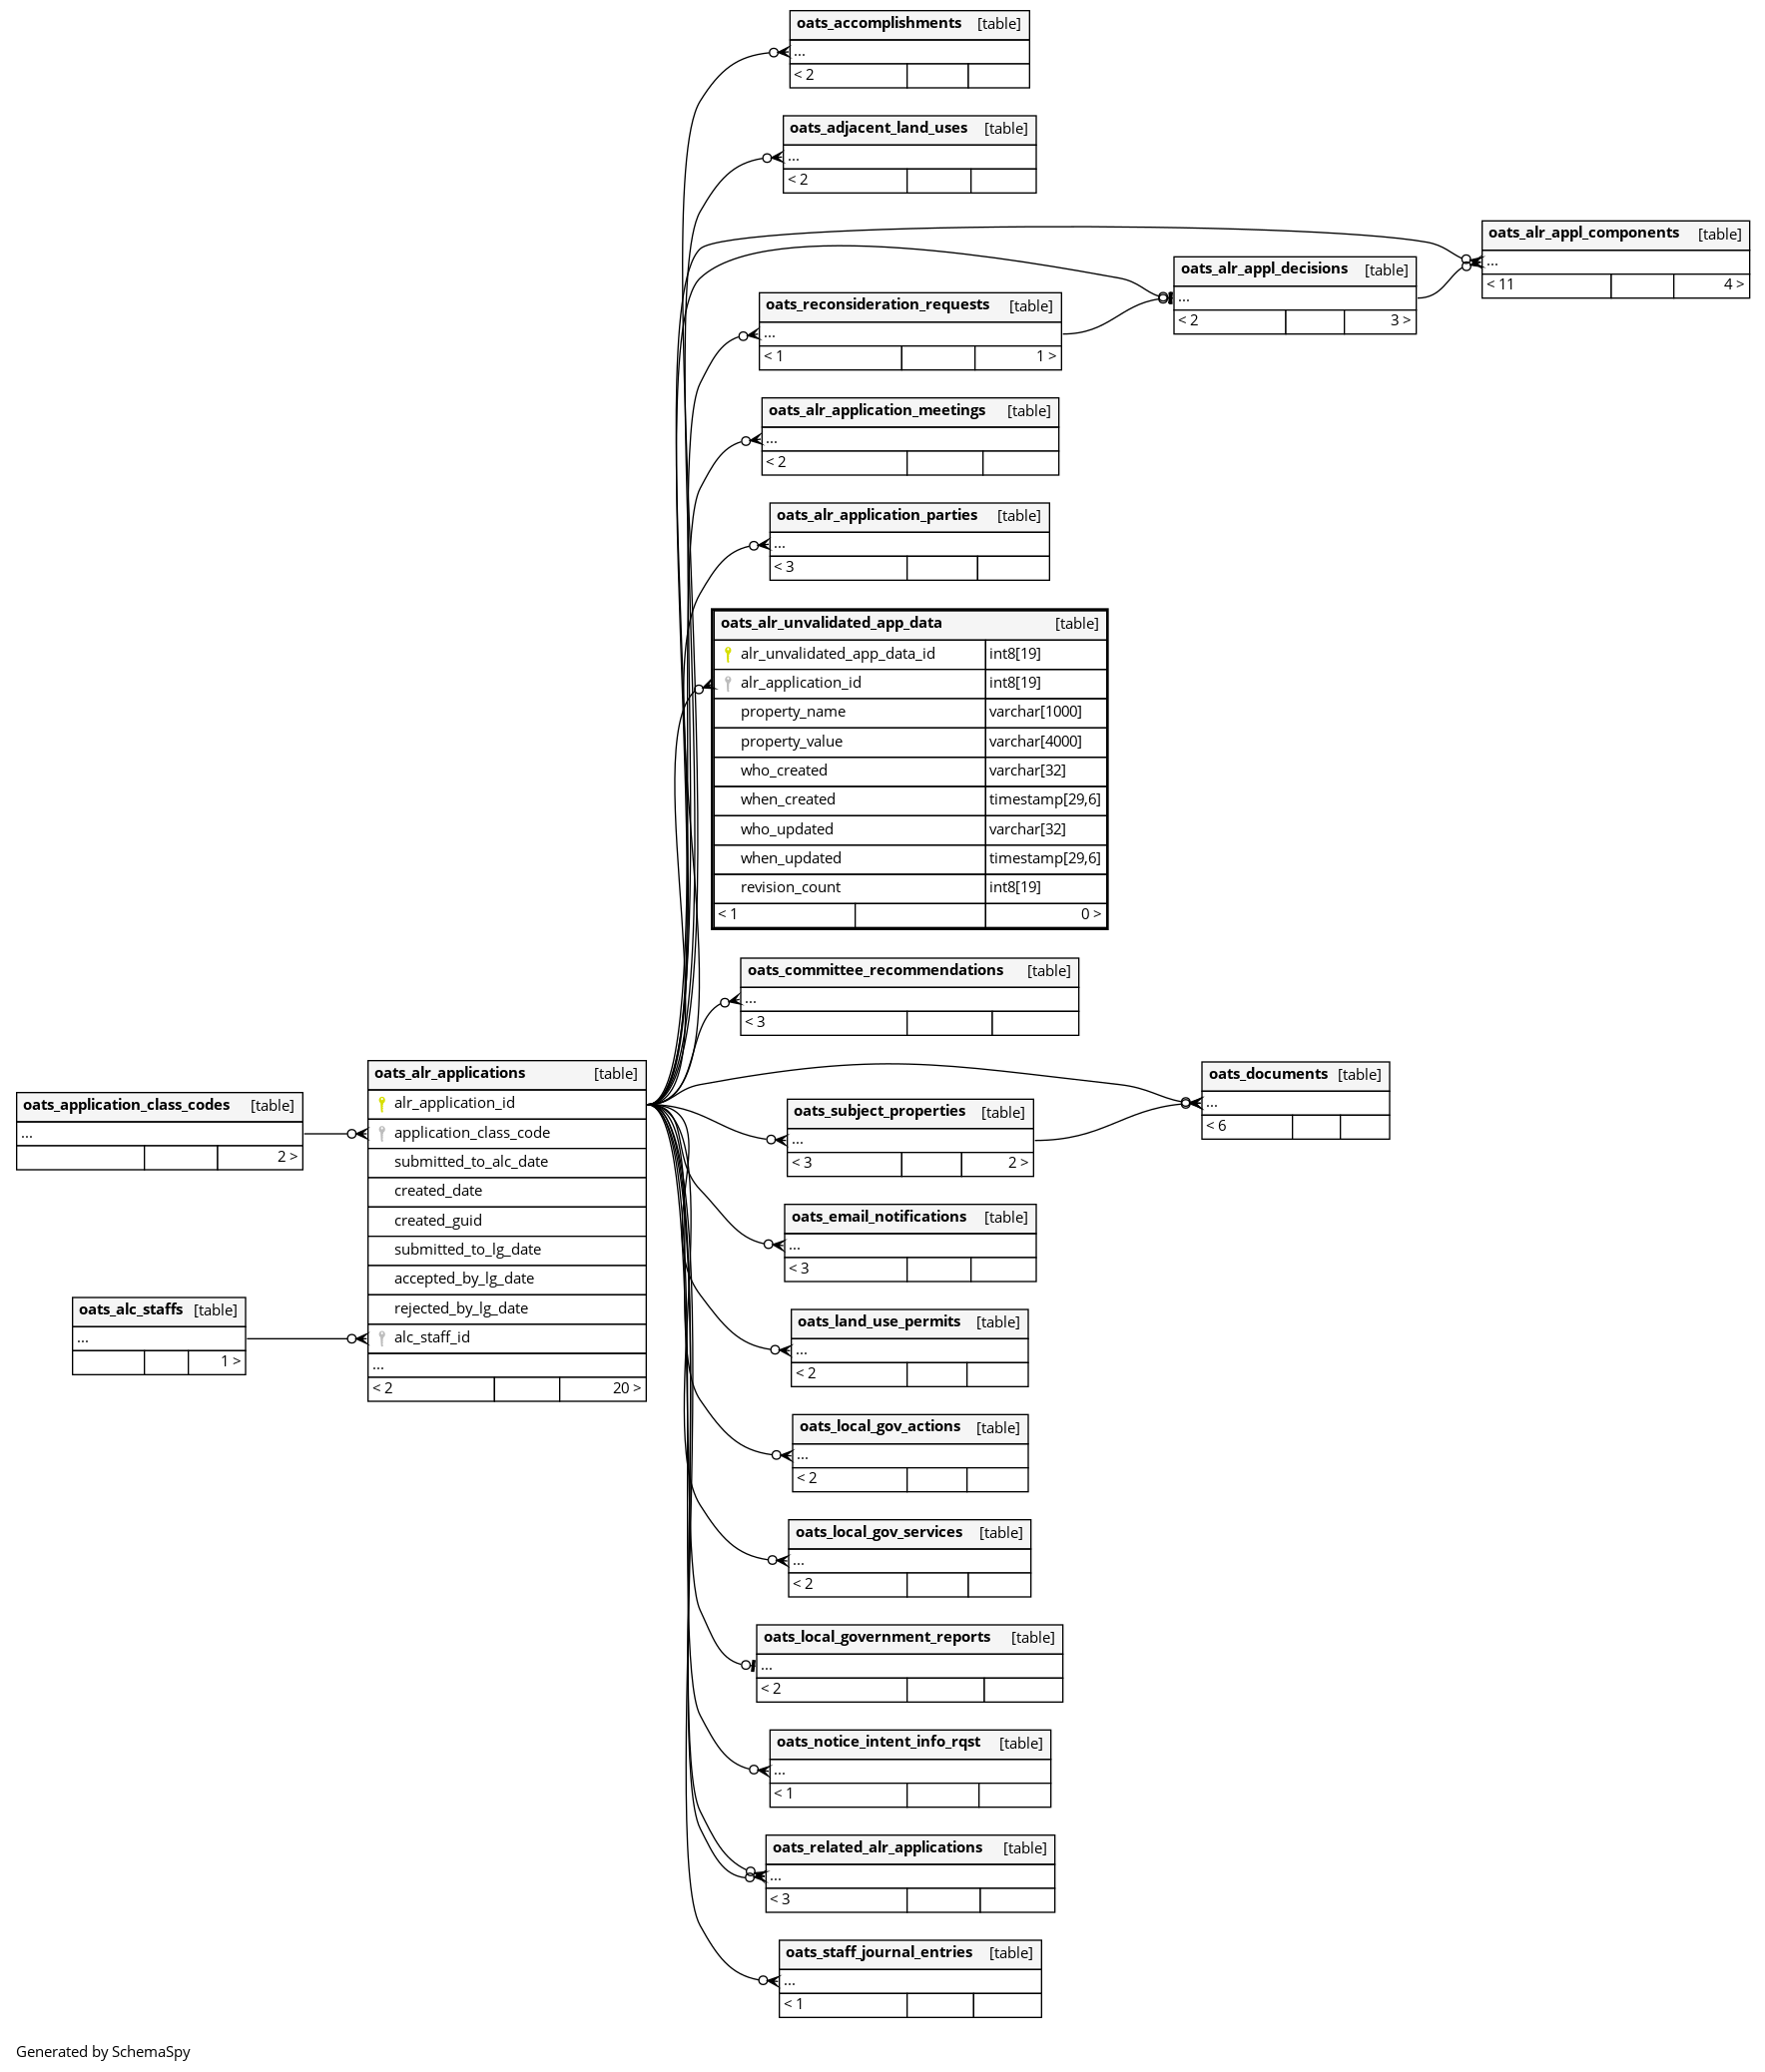 oats_accomplishments [table]
...
< 2
oats_adjacent_land_uses [table]
...
< 2
oats_alr_appl_components [table]
...
< 11 4 >
oats_alr_appl_decisions [table]
...
< 2 3 >
oats_reconsideration_requests [table]
...
< 1 1 >
oats_alr_application_meetings [table]
...
< 2
oats_alr_application_parties [table]
...
< 3
oats_alr_unvalidated_app_data [table]
alr_unvalidated_app_data_id int8[19]
alr_application_id int8[19]
property_name varchar[1000]
property_value varchar[4000]
who_created varchar[32]
when_created timestamp[29,6]
who_updated varchar[32]
when_updated timestamp[29,6]
revision_count int8[19]
< 1 0 >
oats_committee_recommendations [table]
...
< 3
oats_application_class_codes [table]
...
2 >
oats_alc_staffs [table]
...
1 >
oats_alr_applications [table]
alr_application_id
application_class_code
submitted_to_alc_date
created_date
created_guid
submitted_to_lg_date
accepted_by_lg_date
rejected_by_lg_date
alc_staff_id
...
< 2 20 >
oats_documents [table]
...
< 6
oats_subject_properties [table]
...
< 3 2 >
oats_email_notifications [table]
...
< 3
oats_land_use_permits [table]
...
< 2
oats_local_gov_actions [table]
...
< 2
oats_local_gov_services [table]
...
< 2
oats_local_government_reports [table]
...
< 2
oats_notice_intent_info_rqst [table]
...
< 1
oats_related_alr_applications [table]
...
< 3
oats_staff_journal_entries [table]
...
< 1
Generated by SchemaSpy